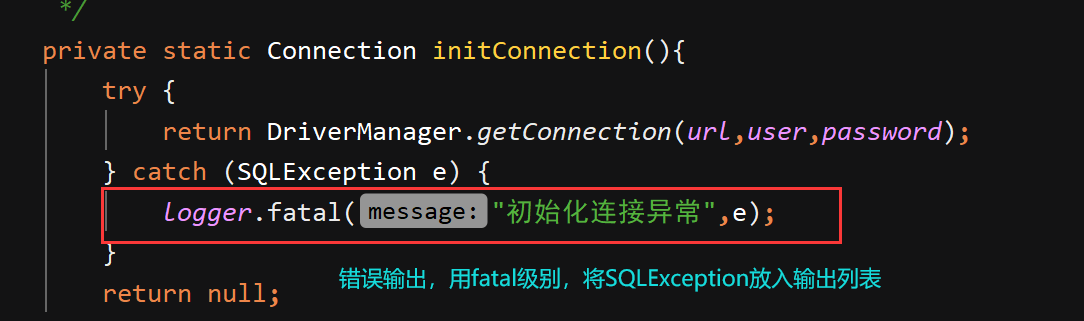 */
private static Connection initConnection(){
try {
return DriverManager.getConnection(url,user,password);
} catch (SQLException e) {
logger.fatal( message: "初始化连接异常",e);
}
错误输出，用fatal级别，将SQLException放入输出列表
return null;